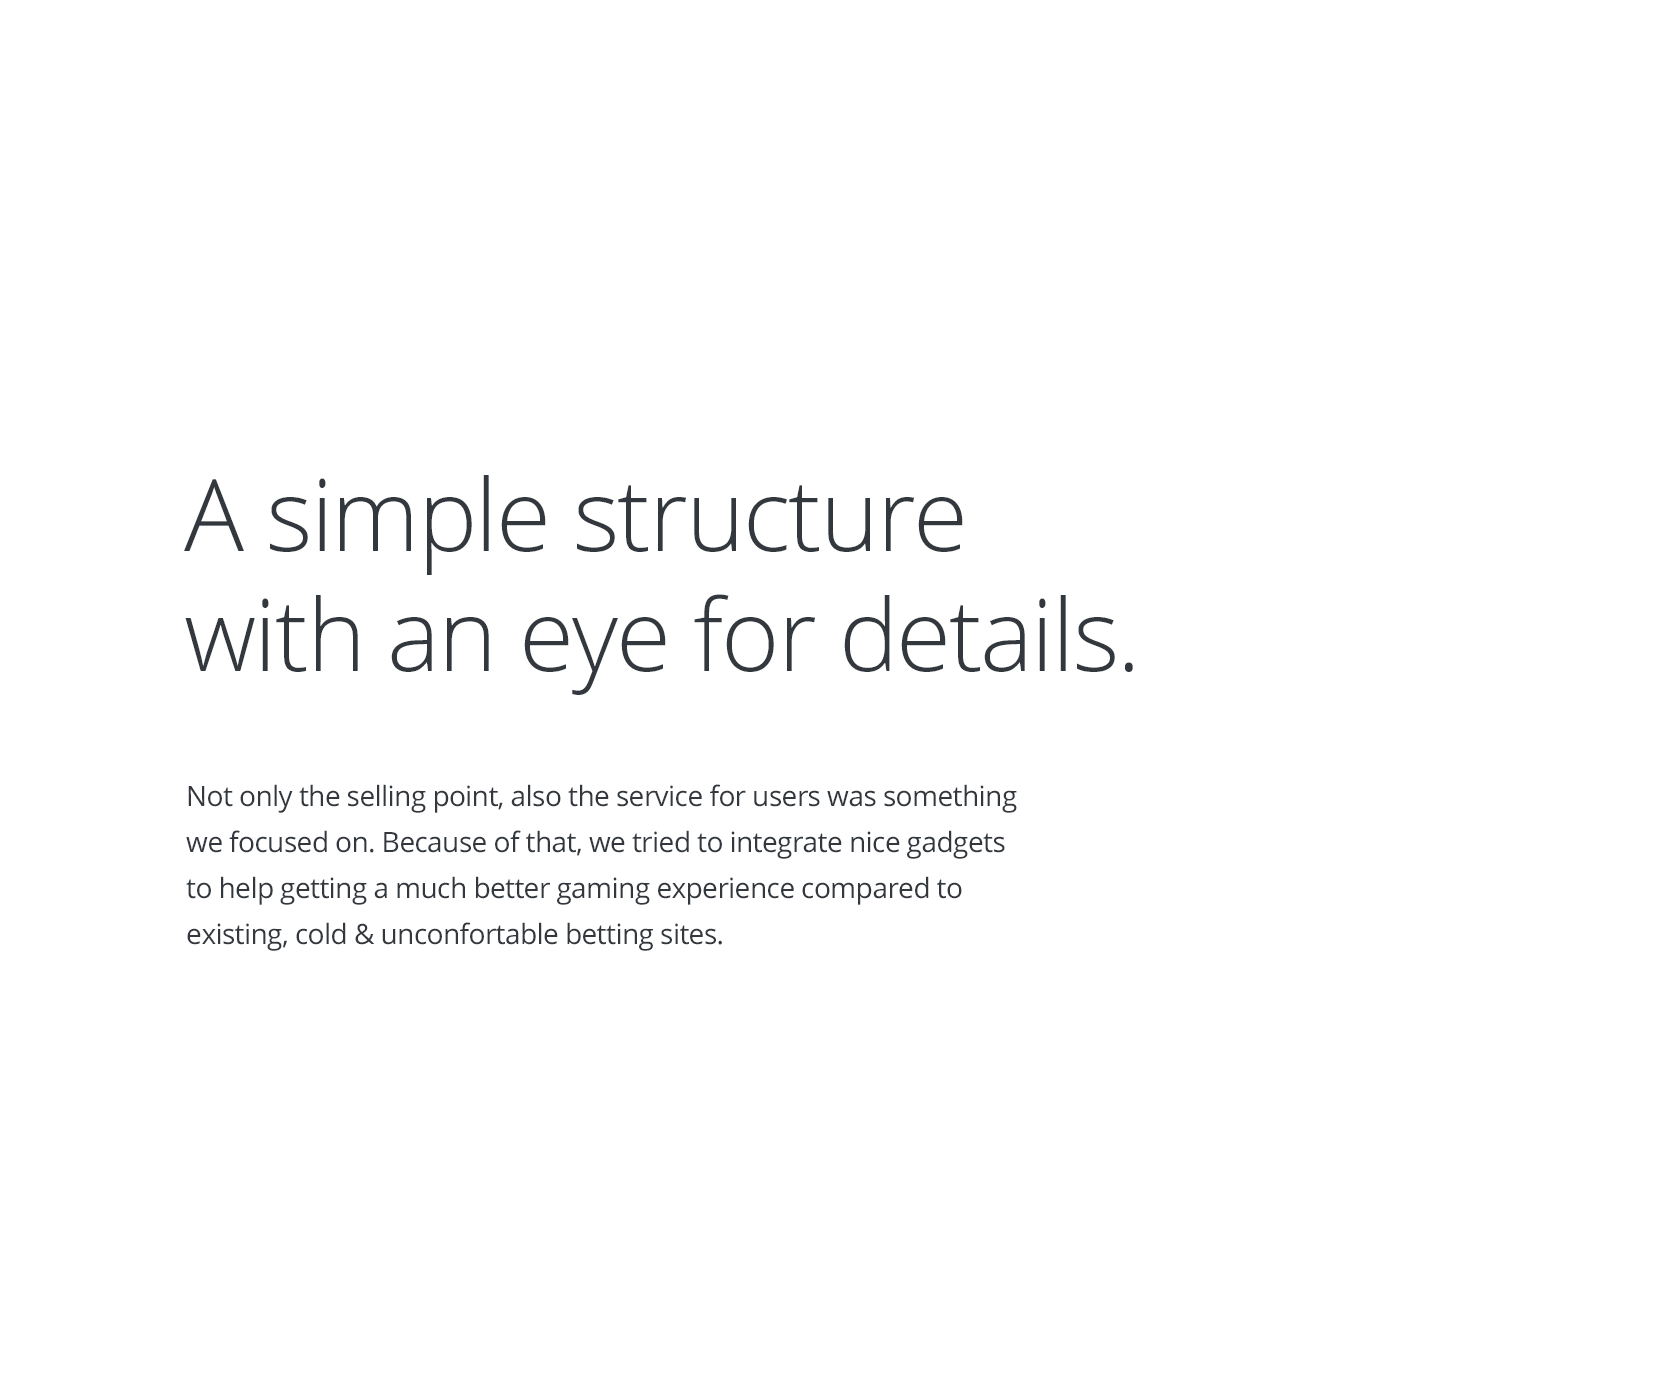 A simple structure
with an eye for details.
Not only the selling point, also the service for users was something
we focused on. Because of that, we tried to integrate nice gadgets
to help getting a much better gaming experience compared to
existing, cold & unconfortable betting sites.